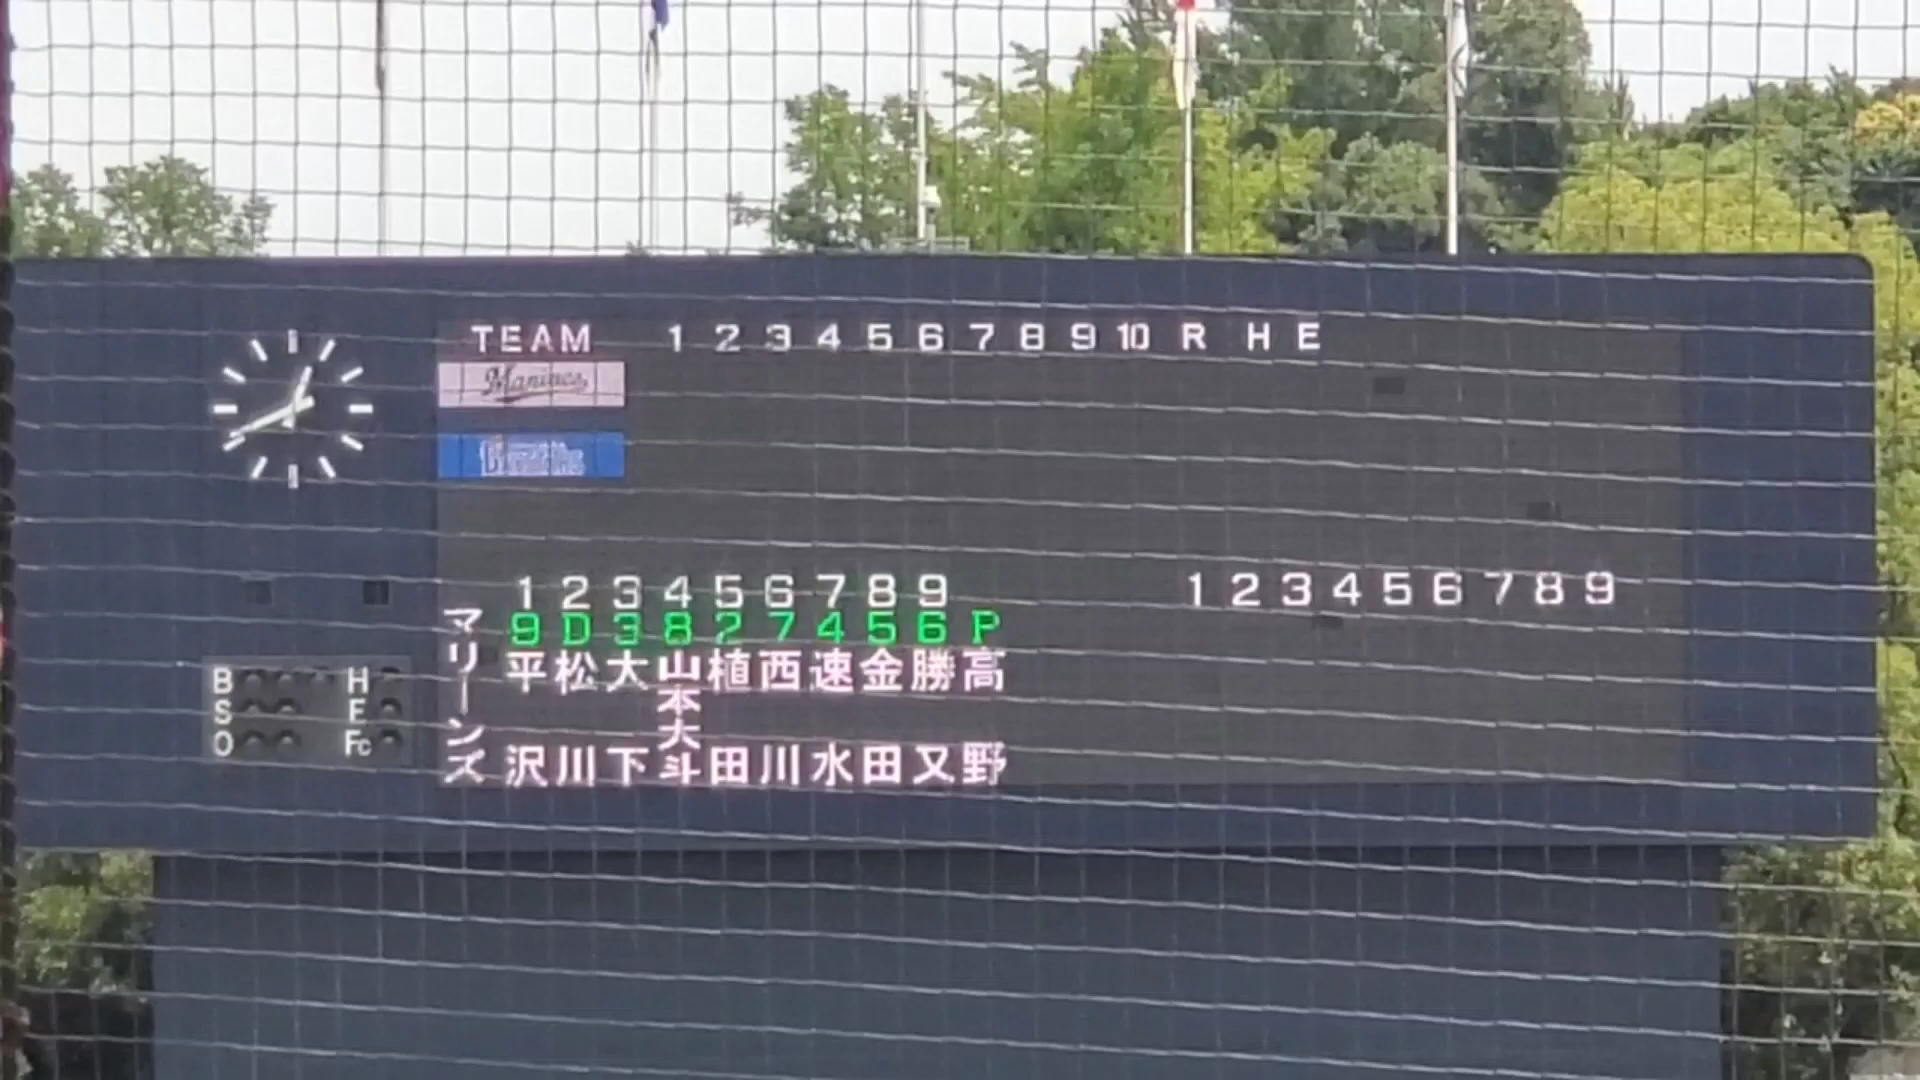 TEAM 1 2 3 4 5 6 7 8 9 10 R H E
Marines
1 2 3 4 5 6 7 8 9
9 D 3 8 2 7 4 5 6 P
マリーンズ
平沢
松川
大下
山本大斗
植田
西川
速水
金田
勝又
高野
1 2 3 4 5 6 7 8 9
B H
S E
O Fc